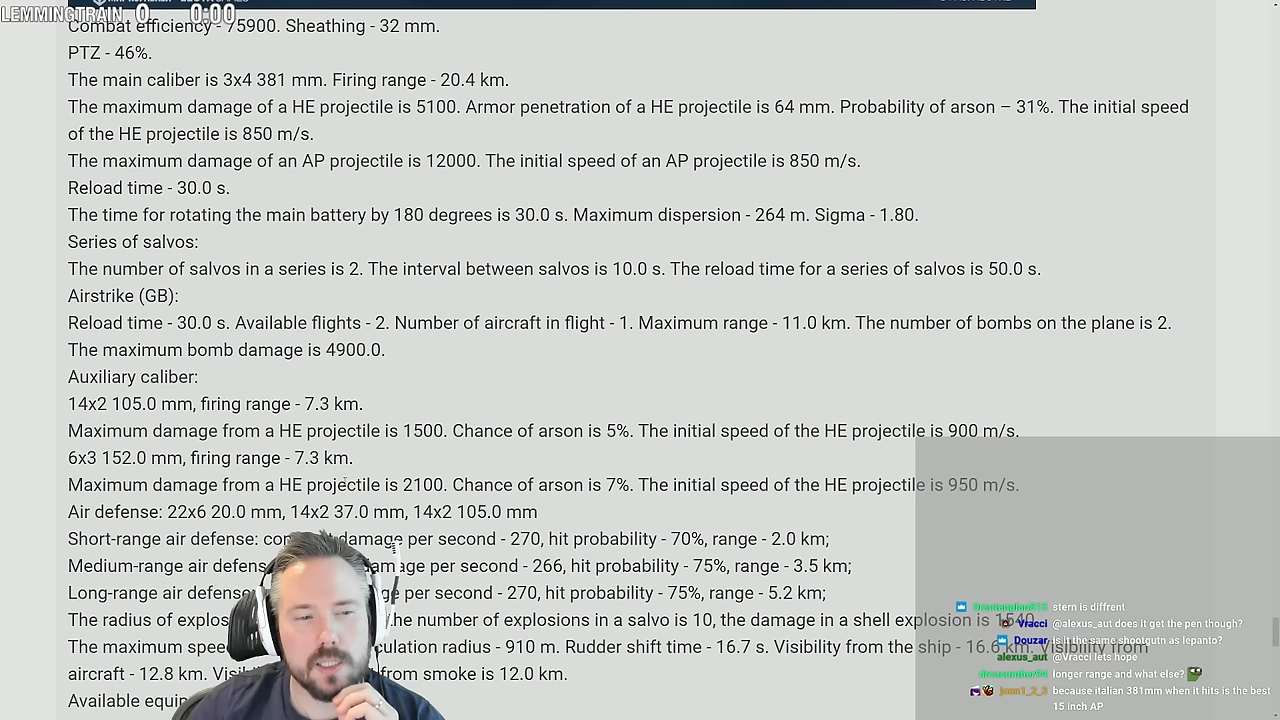 LEMMINGTRAIN 0 0:00
Combat efficiency - 75900. Sheathing - 32 mm.
PTZ - 46%.
The main caliber is 3x4 381 mm. Firing range - 20.4 km.
The maximum damage of a HE projectile is 5100. Armor penetration of a HE projectile is 64 mm. Probability of arson – 31%. The initial speed
of the HE projectile is 850 m/s.
The maximum damage of an AP projectile is 12000. The initial speed of an AP projectile is 850 m/s.
Reload time - 30.0 s.
The time for rotating the main battery by 180 degrees is 30.0 s. Maximum dispersion - 264 m. Sigma - 1.80.
Series of salvos:
The number of salvos in a series is 2. The interval between salvos is 10.0 s. The reload time for a series of salvos is 50.0 s.
Airstrike (GB):
Reload time - 30.0 s. Available flights - 2. Number of aircraft in flight - 1. Maximum range - 11.0 km. The number of bombs on the plane is 2.
The maximum bomb damage is 4900.0.
Auxiliary caliber:
14x2 105.0 mm, firing range - 7.3 km.
Maximum damage from a HE projectile is 1500. Chance of arson is 5%. The initial speed of the HE projectile is 900 m/s.
6x3 152.0 mm, firing range - 7.3 km.
Maximum damage from a HE projectile is 2100. Chance of arson is 7%. The initial speed of the HE projectile is 950 m/s.
Air defense: 22x6 20.0 mm, 14x2 37.0 mm, 14x2 105.0 mm
Short-range air defense: damage per second - 270, hit probability - 70%, range - 2.0 km;
Medium-range air per second - 266, hit probability - 75%, range - 3.5 km;
Long-range air per second - 270, hit probability - 75%, range - 5.2 km;
The radius of number of explosions in a salvo is 10, the damage in a shell explosion is
The maximum radius - 910 m. Rudder shift time - 16.7 s. Visibility from the ship - 16.6 km. Visibility from
aircraft - 12.8 km. from smoke is 12.0 km.
Available
stern is diffrent
Vracci @alexus_aut does it get the pen though?
Douzar is it the same shootgutn as lepanto?
alexus_aut @Vracci lets hope
longer range and what else?
because italian 381mm when it hits is the best
15 inch AP